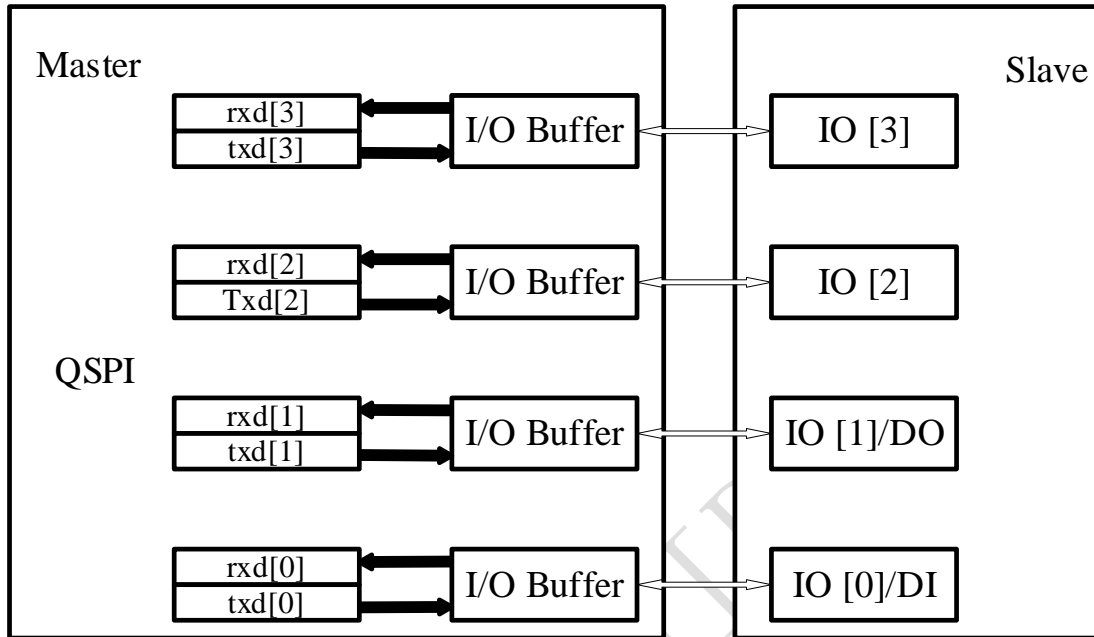 Master
Slave
rxd[3]
txd[3]
I/O Buffer
IO [3]
rxd[2]
Txd[2]
I/O Buffer
IO [2]
QSPI
rxd[1]
txd[1]
I/O Buffer
IO [1]/DO
rxd[0]
txd[0]
I/O Buffer
IO [0]/DI